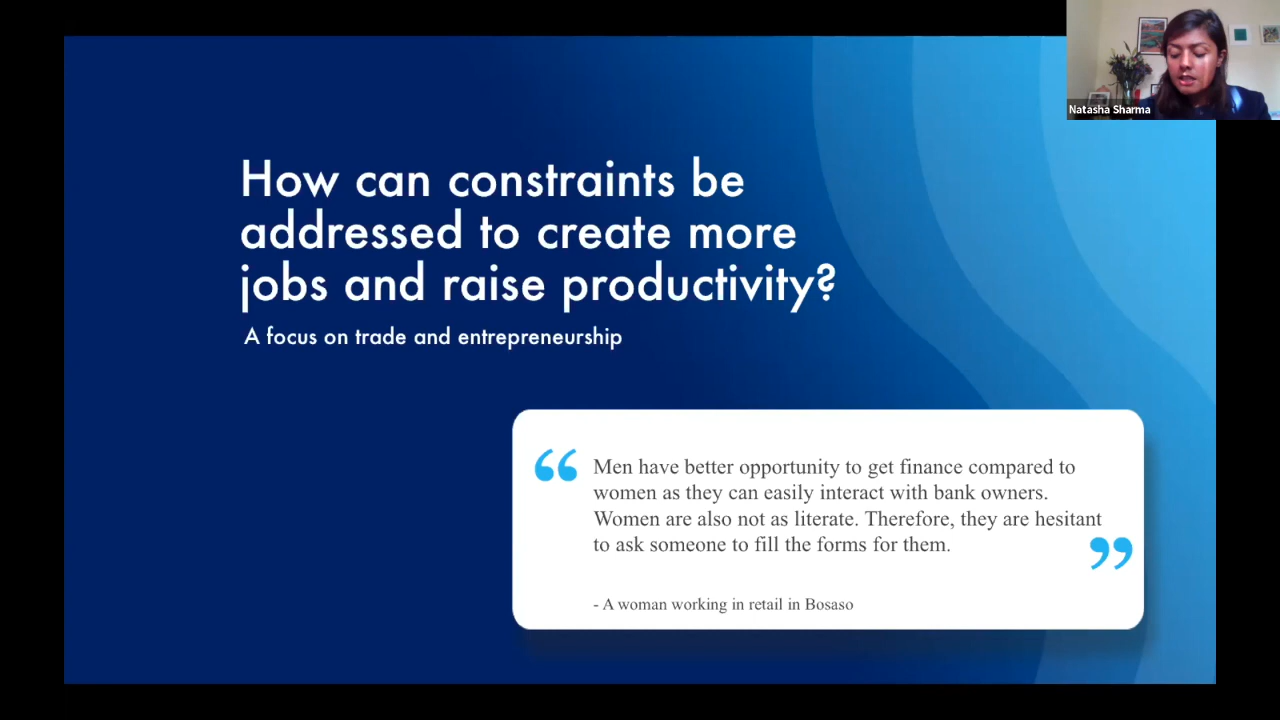 Natasha Sharma
How can constraints be
addressed to create more
jobs and raise productivity?
A focus on trade and entrepreneurship
“ Men have better opportunity to get finance compared to
women as they can easily interact with bank owners.
Women are also not as literate. Therefore, they are hesitant
to ask someone to fill the forms for them. ”
- A woman working in retail in Bosaso